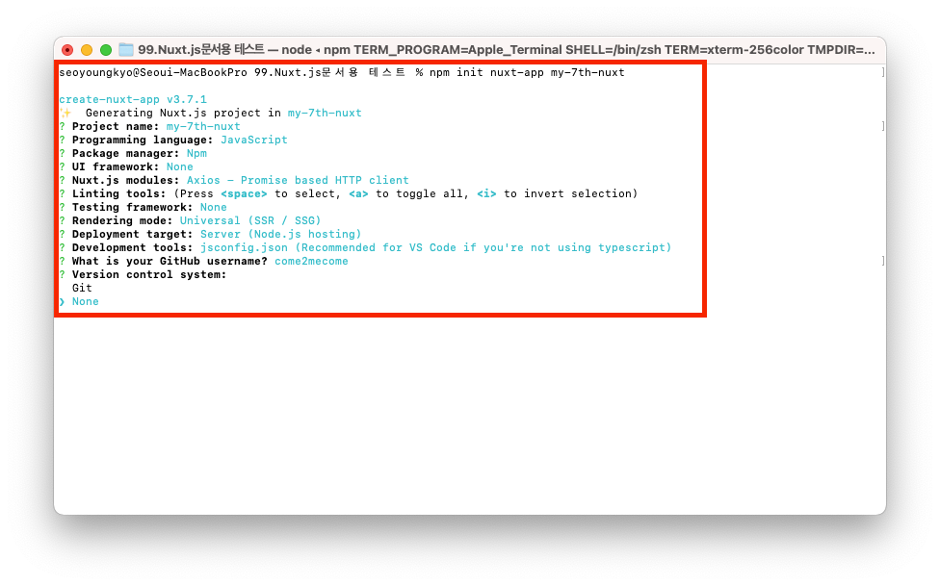 99.Nuxt.js문서용 테스트 — node ◂ npm TERM_PROGRAM=Apple_Terminal SHELL=/bin/zsh TERM=xterm-256color TMPDIR=...
seoyoungkyo@Seoui-MacBookPro 99.Nuxt.js문서용 테스트 % npm init nuxt-app my-7th-nuxt
create-nuxt-app v3.7.1
✨ Generating Nuxt.js project in my-7th-nuxt
? Project name: my-7th-nuxt
? Programming language: JavaScript
? Package manager: Npm
? UI framework: None
? Nuxt.js modules: Axios - Promise based HTTP client
? Linting tools: (Press <space> to select, <a> to toggle all, <i> to invert selection)
? Testing framework: None
? Rendering mode: Universal (SSR / SSG)
? Deployment target: Server (Node.js hosting)
? Development tools: jsconfig.json (Recommended for VS Code if you're not using typescript)
? What is your GitHub username? come2mecome
? Version control system:
Git
❯ None